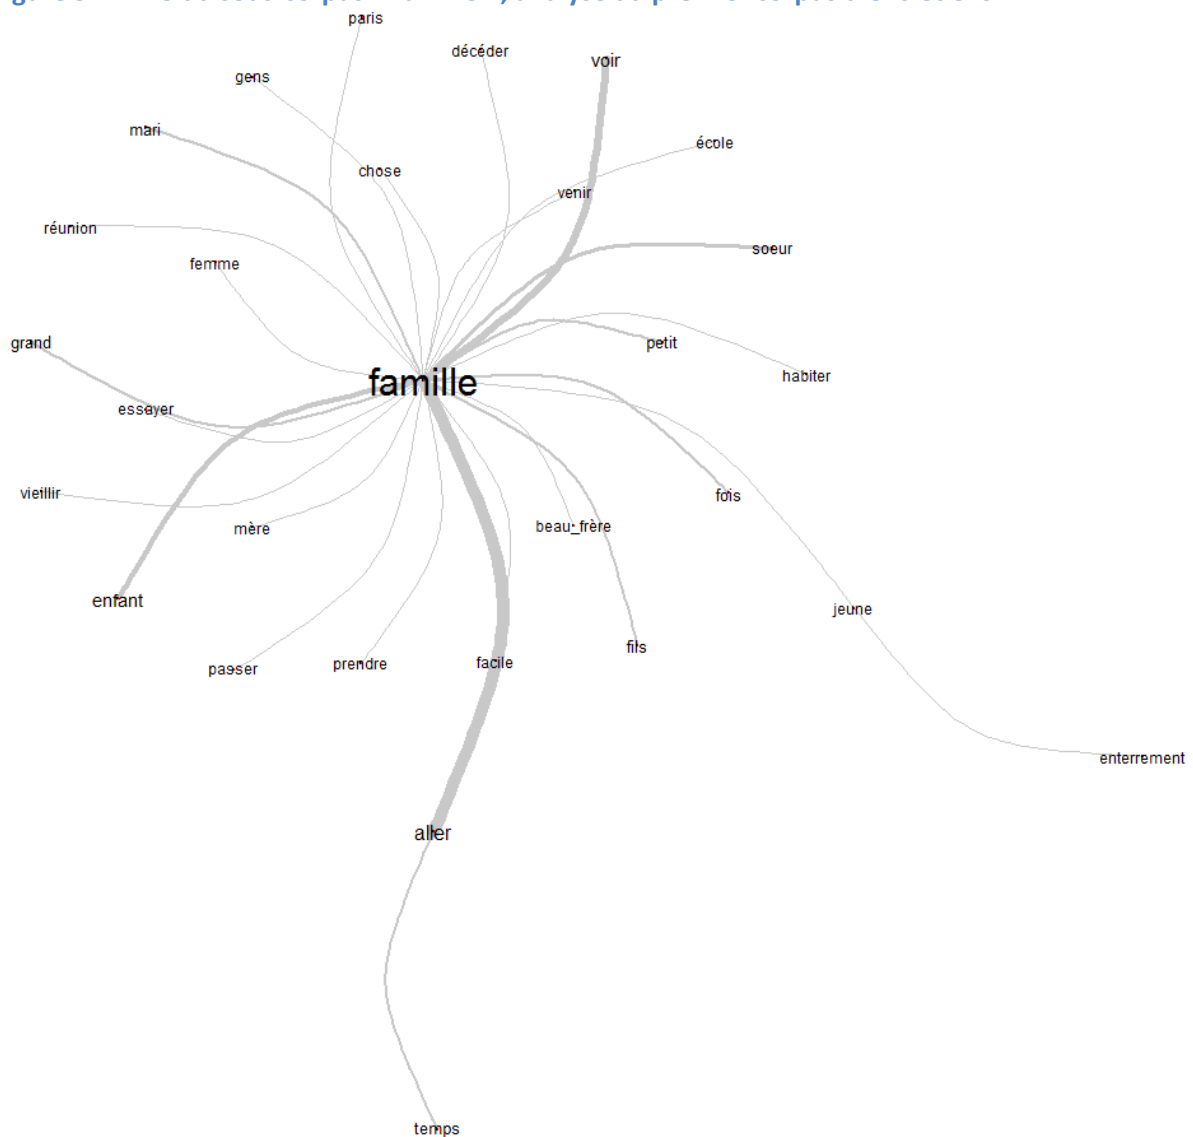 paris
décéder
voir
gens
mari
école
chose
venir
réunion
soeur
femme
grand
petit
habiter
famille
essayer
vieillir
fois
mère
beau_frère
enfant
jeune
fils
passer
prendre
facile
enterrement
aller
temps